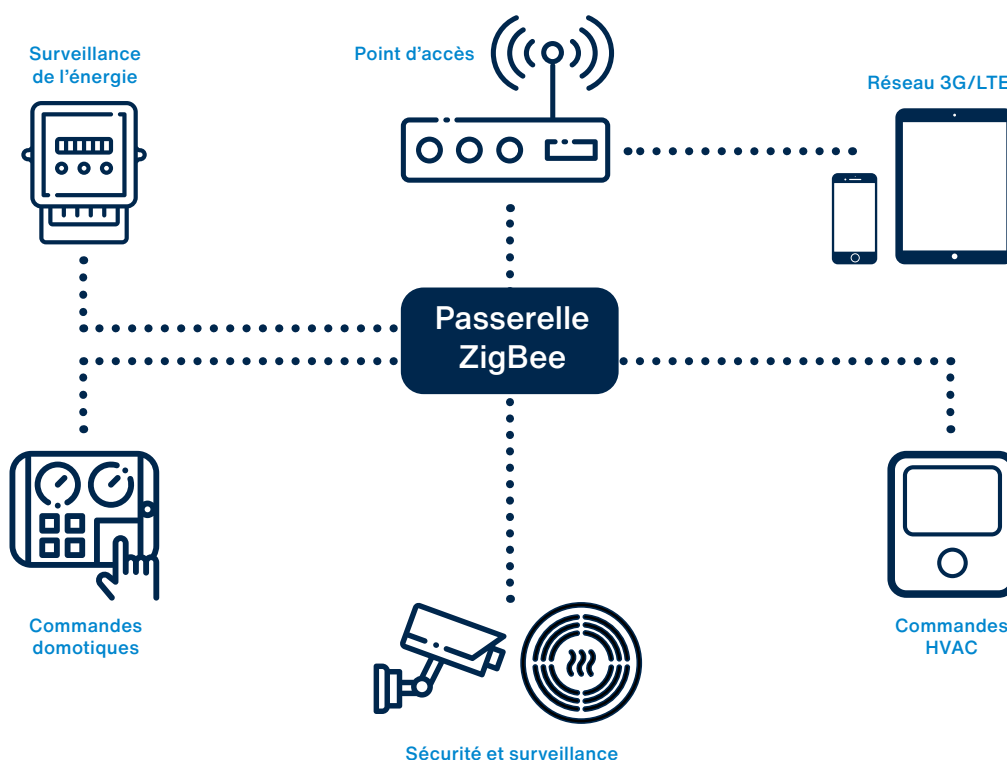 Surveillance
de l’énergie
Point d’accès
Réseau 3G/LTE
Passerelle
ZigBee
Commandes
domotiques
Commandes
HVAC
Sécurité et surveillance